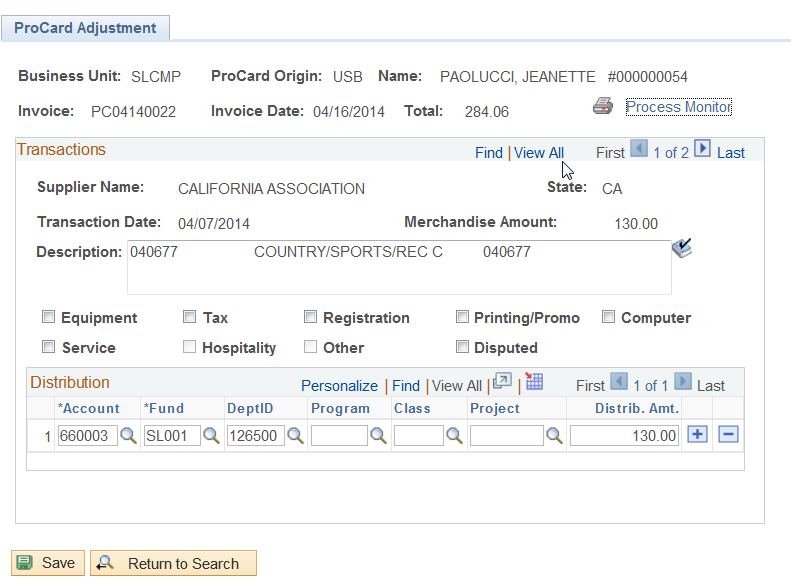 ProCard Adjustment
Business Unit: SLCMP ProCard Origin: USB Name: PAOLUCCI, JEANETTE #000000054
Invoice: PC04140022 Invoice Date: 04/16/2014 Total: 284.06 Process Monitor
Transactions Find | View All First 1 of 2 Last
Supplier Name: CALIFORNIA ASSOCIATION State: CA
Transaction Date: 04/07/2014 Merchandise Amount: 130.00
Description: 040677 COUNTRY/SPORTS/REC C 040677
Equipment Tax Registration Printing/Promo Computer
Service Hospitality Other Disputed
Distribution Personalize | Find | View All | | First 1 of 1 Last
*Account *Fund DeptID Program Class Project Distrib. Amt.
1 660003 SL001 126500 130.00
Save Return to Search